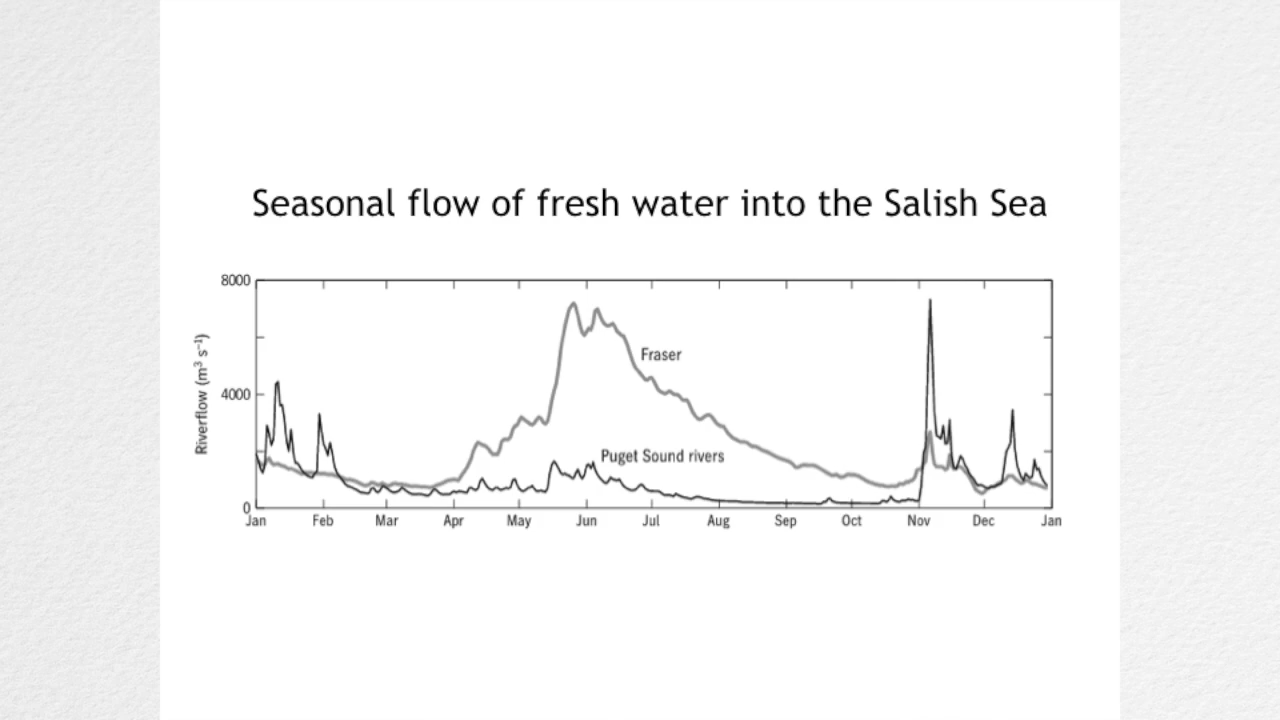 Seasonal flow of fresh water into the Salish Sea
8000
4000
0
Riverflow (m³ s⁻¹)
Fraser
Puget Sound rivers
Jan Feb Mar Apr May Jun Jul Aug Sep Oct Nov Dec Jan